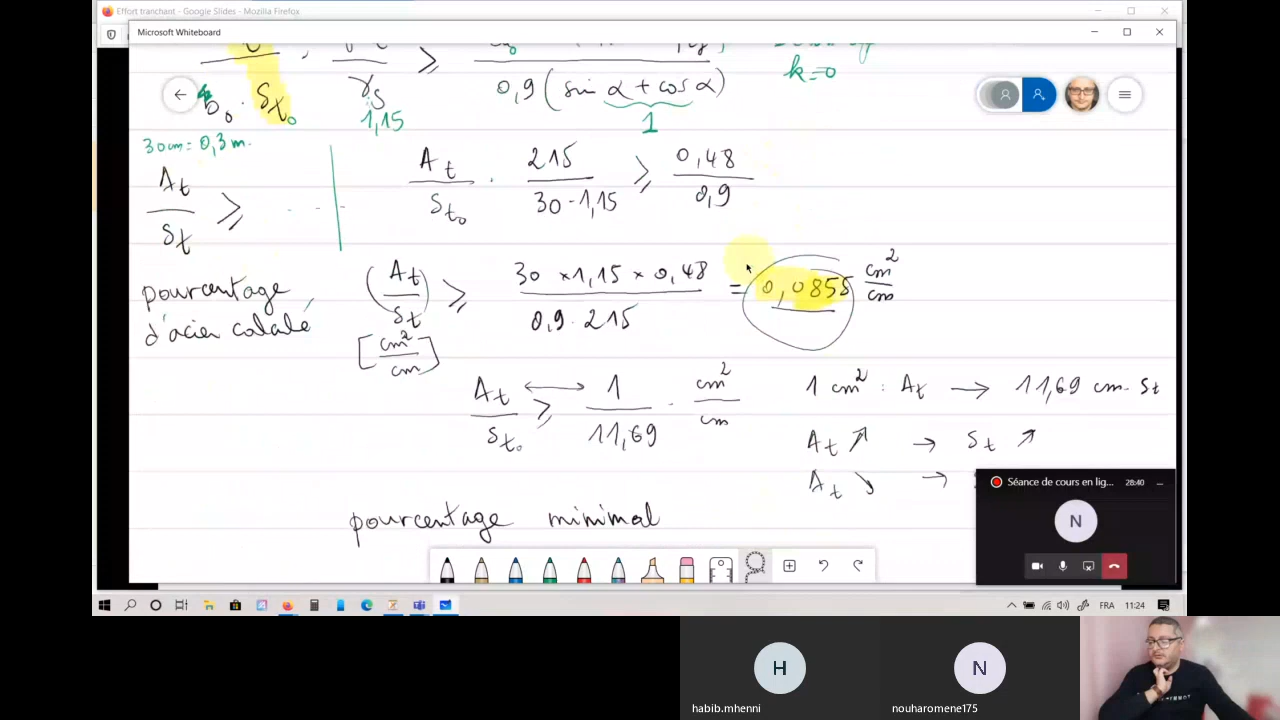 Effort tranchant - Google Slides - Mozilla Firefox
Microsoft Whiteboard
b₀ · St₀ γs ⩾ 0,9 (sin α + cos α) k=0
1,15 1
30cm = 0,3 m.
At/St₀ · 215/(30·1,15) ⩾ 0,48/0,9
At/St ⩾
pourcentage
d'acier calculé
(At/St) ⩾ (30 × 1,15 × 0,48)/(0,9 · 215) = 0,0855 cm²/cm
[cm²/cm]
At/St₀ ⩾ 1/11,69 · cm²/cm
1 cm² : At → 11,69 cm · St
At ↗ → St ↗
At ↘ →
pourcentage minimal
Séance de cours en lig... 28:40
N
FRA 11:24
H
habib.mhenni
N
nouharomene175